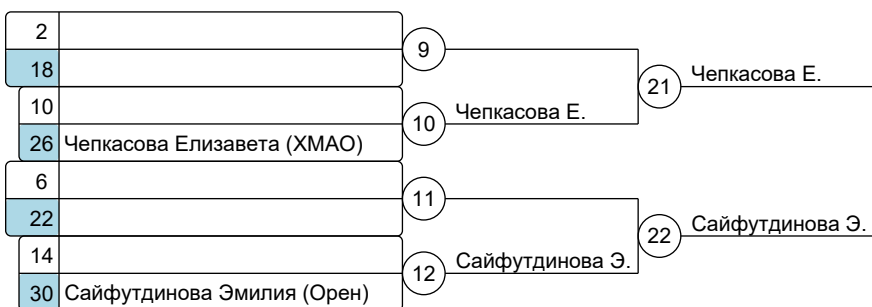 2
18
9
10
26 Чепкасова Елизавета (ХМАО)
10
Чепкасова Е.
21
Чепкасова Е.
6
22
11
14
30 Сайфутдинова Эмилия (Орен)
12
Сайфутдинова Э.
22
Сайфутдинова Э.